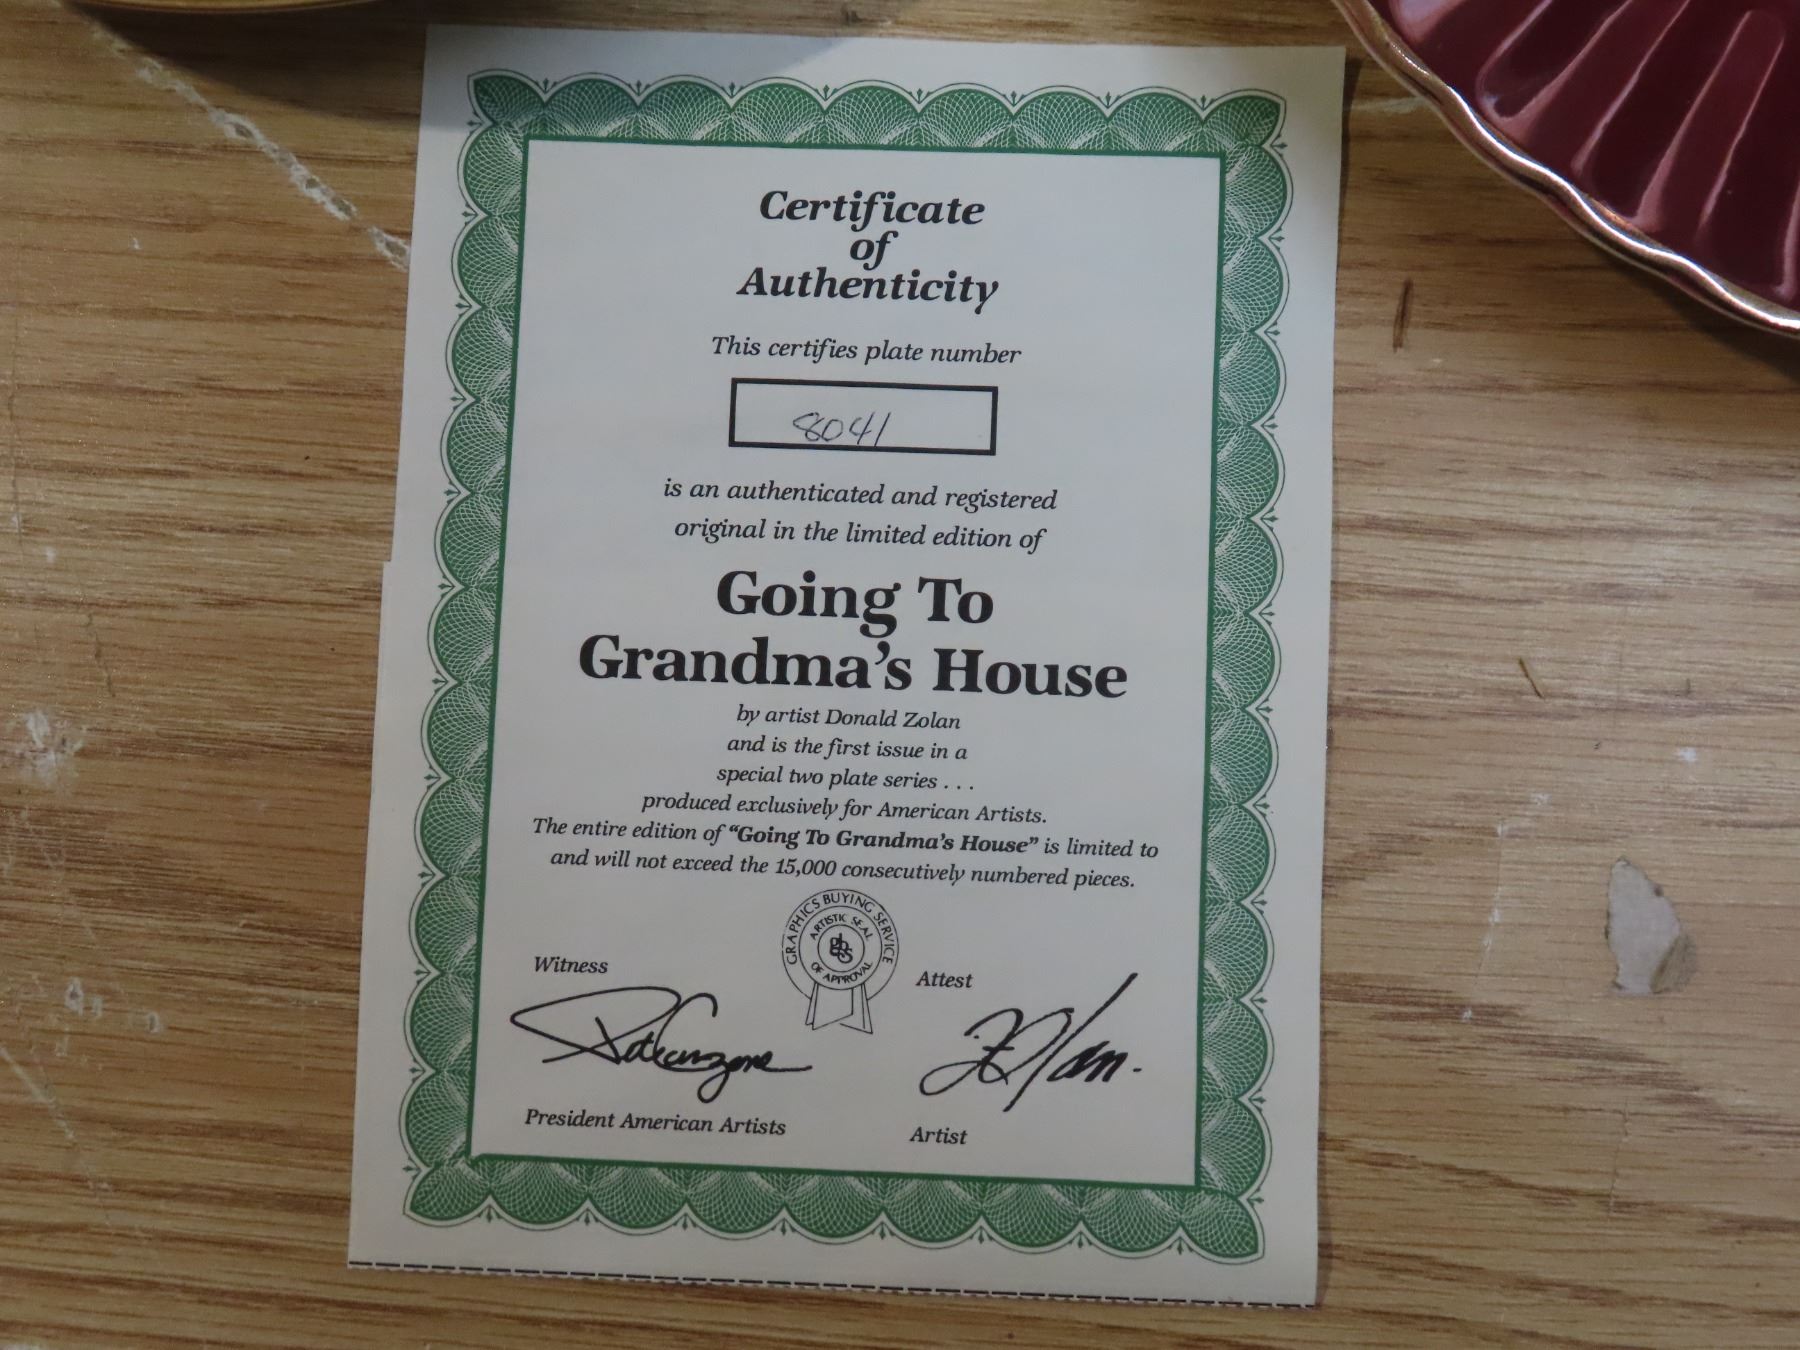 Certificate
of
Authenticity
This certifies plate number
8041
is an authenticated and registered
original in the limited edition of
Going To
Grandma's House
by artist Donald Zolan
and is the first issue in a
special two plate series . . .
produced exclusively for American Artists.
The entire edition of "Going To Grandma's House" is limited to
and will not exceed the 15,000 consecutively numbered pieces.
GRAPHICS BUYING SERVICE
ARTISTIC SEAL
gbs
OF APPROVAL
Witness
Attest
President American Artists
Artist